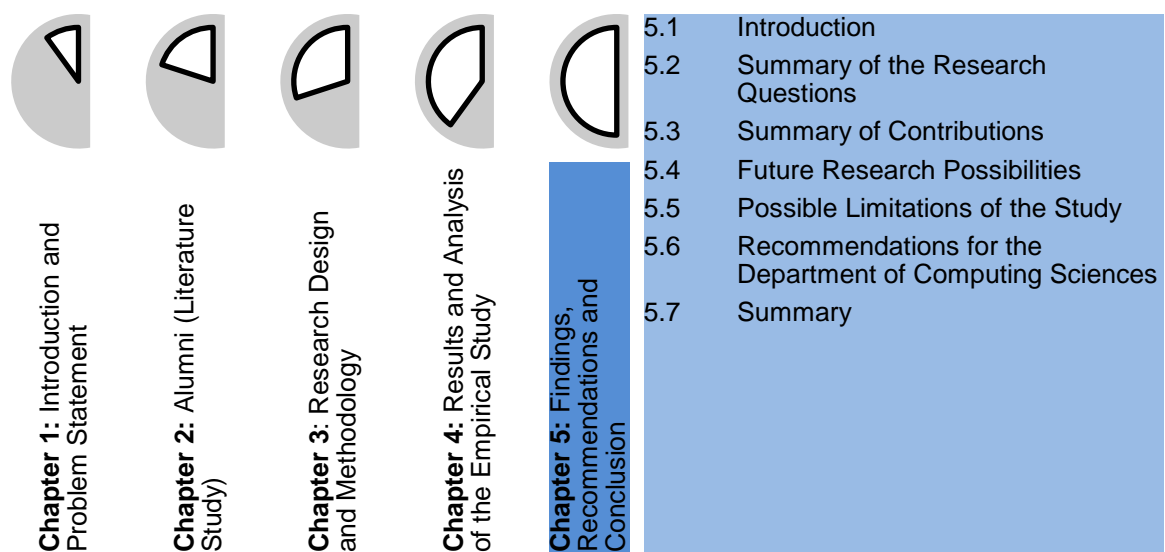 Chapter 1: Introduction and
Problem Statement
Chapter 2: Alumni (Literature
Study)
Chapter 3: Research Design
and Methodology
Chapter 4: Results and Analysis
of the Empirical Study
Chapter 5: Findings,
Recommendations and
Conclusion
5.1 Introduction
5.2 Summary of the Research
Questions
5.3 Summary of Contributions
5.4 Future Research Possibilities
5.5 Possible Limitations of the Study
5.6 Recommendations for the
Department of Computing Sciences
5.7 Summary